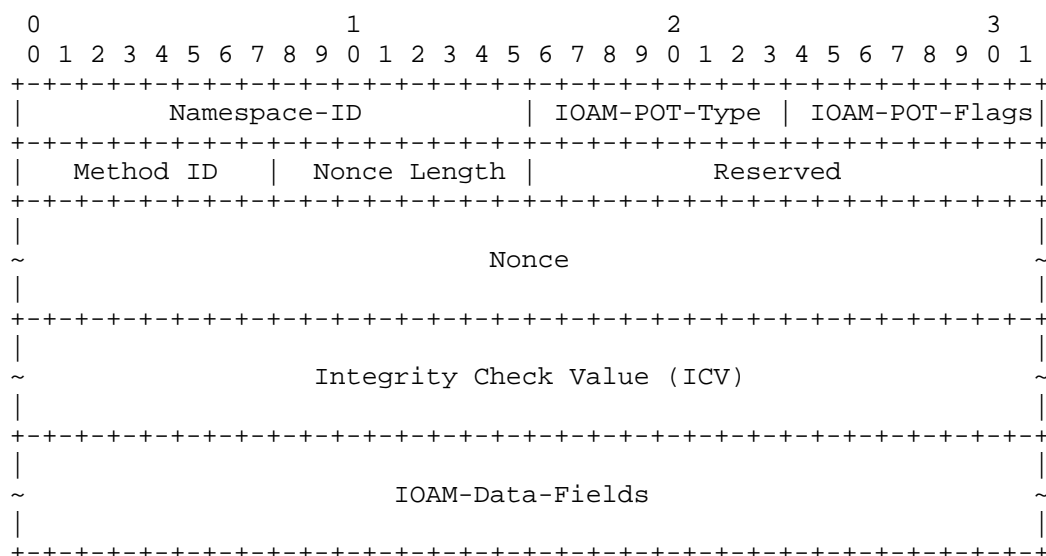 0                   1                   2                   3
 0 1 2 3 4 5 6 7 8 9 0 1 2 3 4 5 6 7 8 9 0 1 2 3 4 5 6 7 8 9 0 1
+-+-+-+-+-+-+-+-+-+-+-+-+-+-+-+-+-+-+-+-+-+-+-+-+-+-+-+-+-+-+-+-+
|         Namespace-ID          | IOAM-POT-Type | IOAM-POT-Flags|
+-+-+-+-+-+-+-+-+-+-+-+-+-+-+-+-+-+-+-+-+-+-+-+-+-+-+-+-+-+-+-+-+
|   Method ID   | Nonce Length  |           Reserved            |
+-+-+-+-+-+-+-+-+-+-+-+-+-+-+-+-+-+-+-+-+-+-+-+-+-+-+-+-+-+-+-+-+
|                                                               |
~                             Nonce                             ~
|                                                               |
+-+-+-+-+-+-+-+-+-+-+-+-+-+-+-+-+-+-+-+-+-+-+-+-+-+-+-+-+-+-+-+-+
|                                                               |
~                  Integrity Check Value (ICV)                  ~
|                                                               |
+-+-+-+-+-+-+-+-+-+-+-+-+-+-+-+-+-+-+-+-+-+-+-+-+-+-+-+-+-+-+-+-+
|                                                               |
~                       IOAM-Data-Fields                        ~
|                                                               |
+-+-+-+-+-+-+-+-+-+-+-+-+-+-+-+-+-+-+-+-+-+-+-+-+-+-+-+-+-+-+-+-+